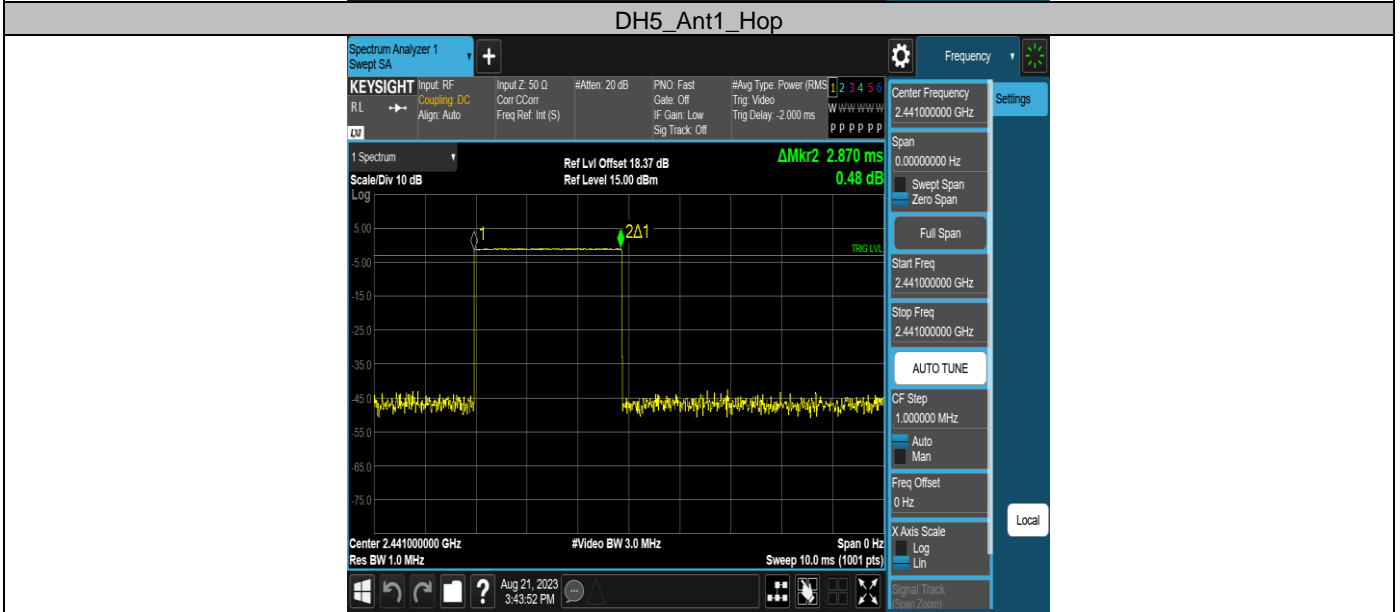 DH5_Ant1_Hop
Spectrum Analyzer 1
Swept SA
+
Frequency
KEYSIGHT
RL
LXI
Input: RF
Coupling: DC
Align: Auto
Input Z: 50 Ω
Corr CCorr
Freq Ref: Int (S)
#Atten: 20 dB
PNO: Fast
Gate: Off
IF Gain: Low
Sig Track: Off
#Avg Type: Power (RMS
Trig: Video
Trig Delay: -2.000 ms
1 2 3 4 5 6
W W W W W W
P P P P P P
Center Frequency
2.441000000 GHz
Settings
Span
0.00000000 Hz
Swept Span
Zero Span
Full Span
Start Freq
2.441000000 GHz
Stop Freq
2.441000000 GHz
AUTO TUNE
CF Step
1.000000 MHz
Auto
Man
Freq Offset
0 Hz
X Axis Scale
Log
Lin
Signal Track
(Span Zoom)
Local
1 Spectrum
Scale/Div 10 dB
Log
Ref Lvl Offset 18.37 dB
Ref Level 15.00 dBm
ΔMkr2 2.870 ms
0.48 dB
5.00
1
2Δ1
TRIG LVL
-5.00
-15.0
-25.0
-35.0
-45.0
-55.0
-65.0
-75.0
Center 2.441000000 GHz
#Video BW 3.0 MHz
Span 0 Hz
Res BW 1.0 MHz
Sweep 10.0 ms (1001 pts)
?
Aug 21, 2023
3:43:52 PM